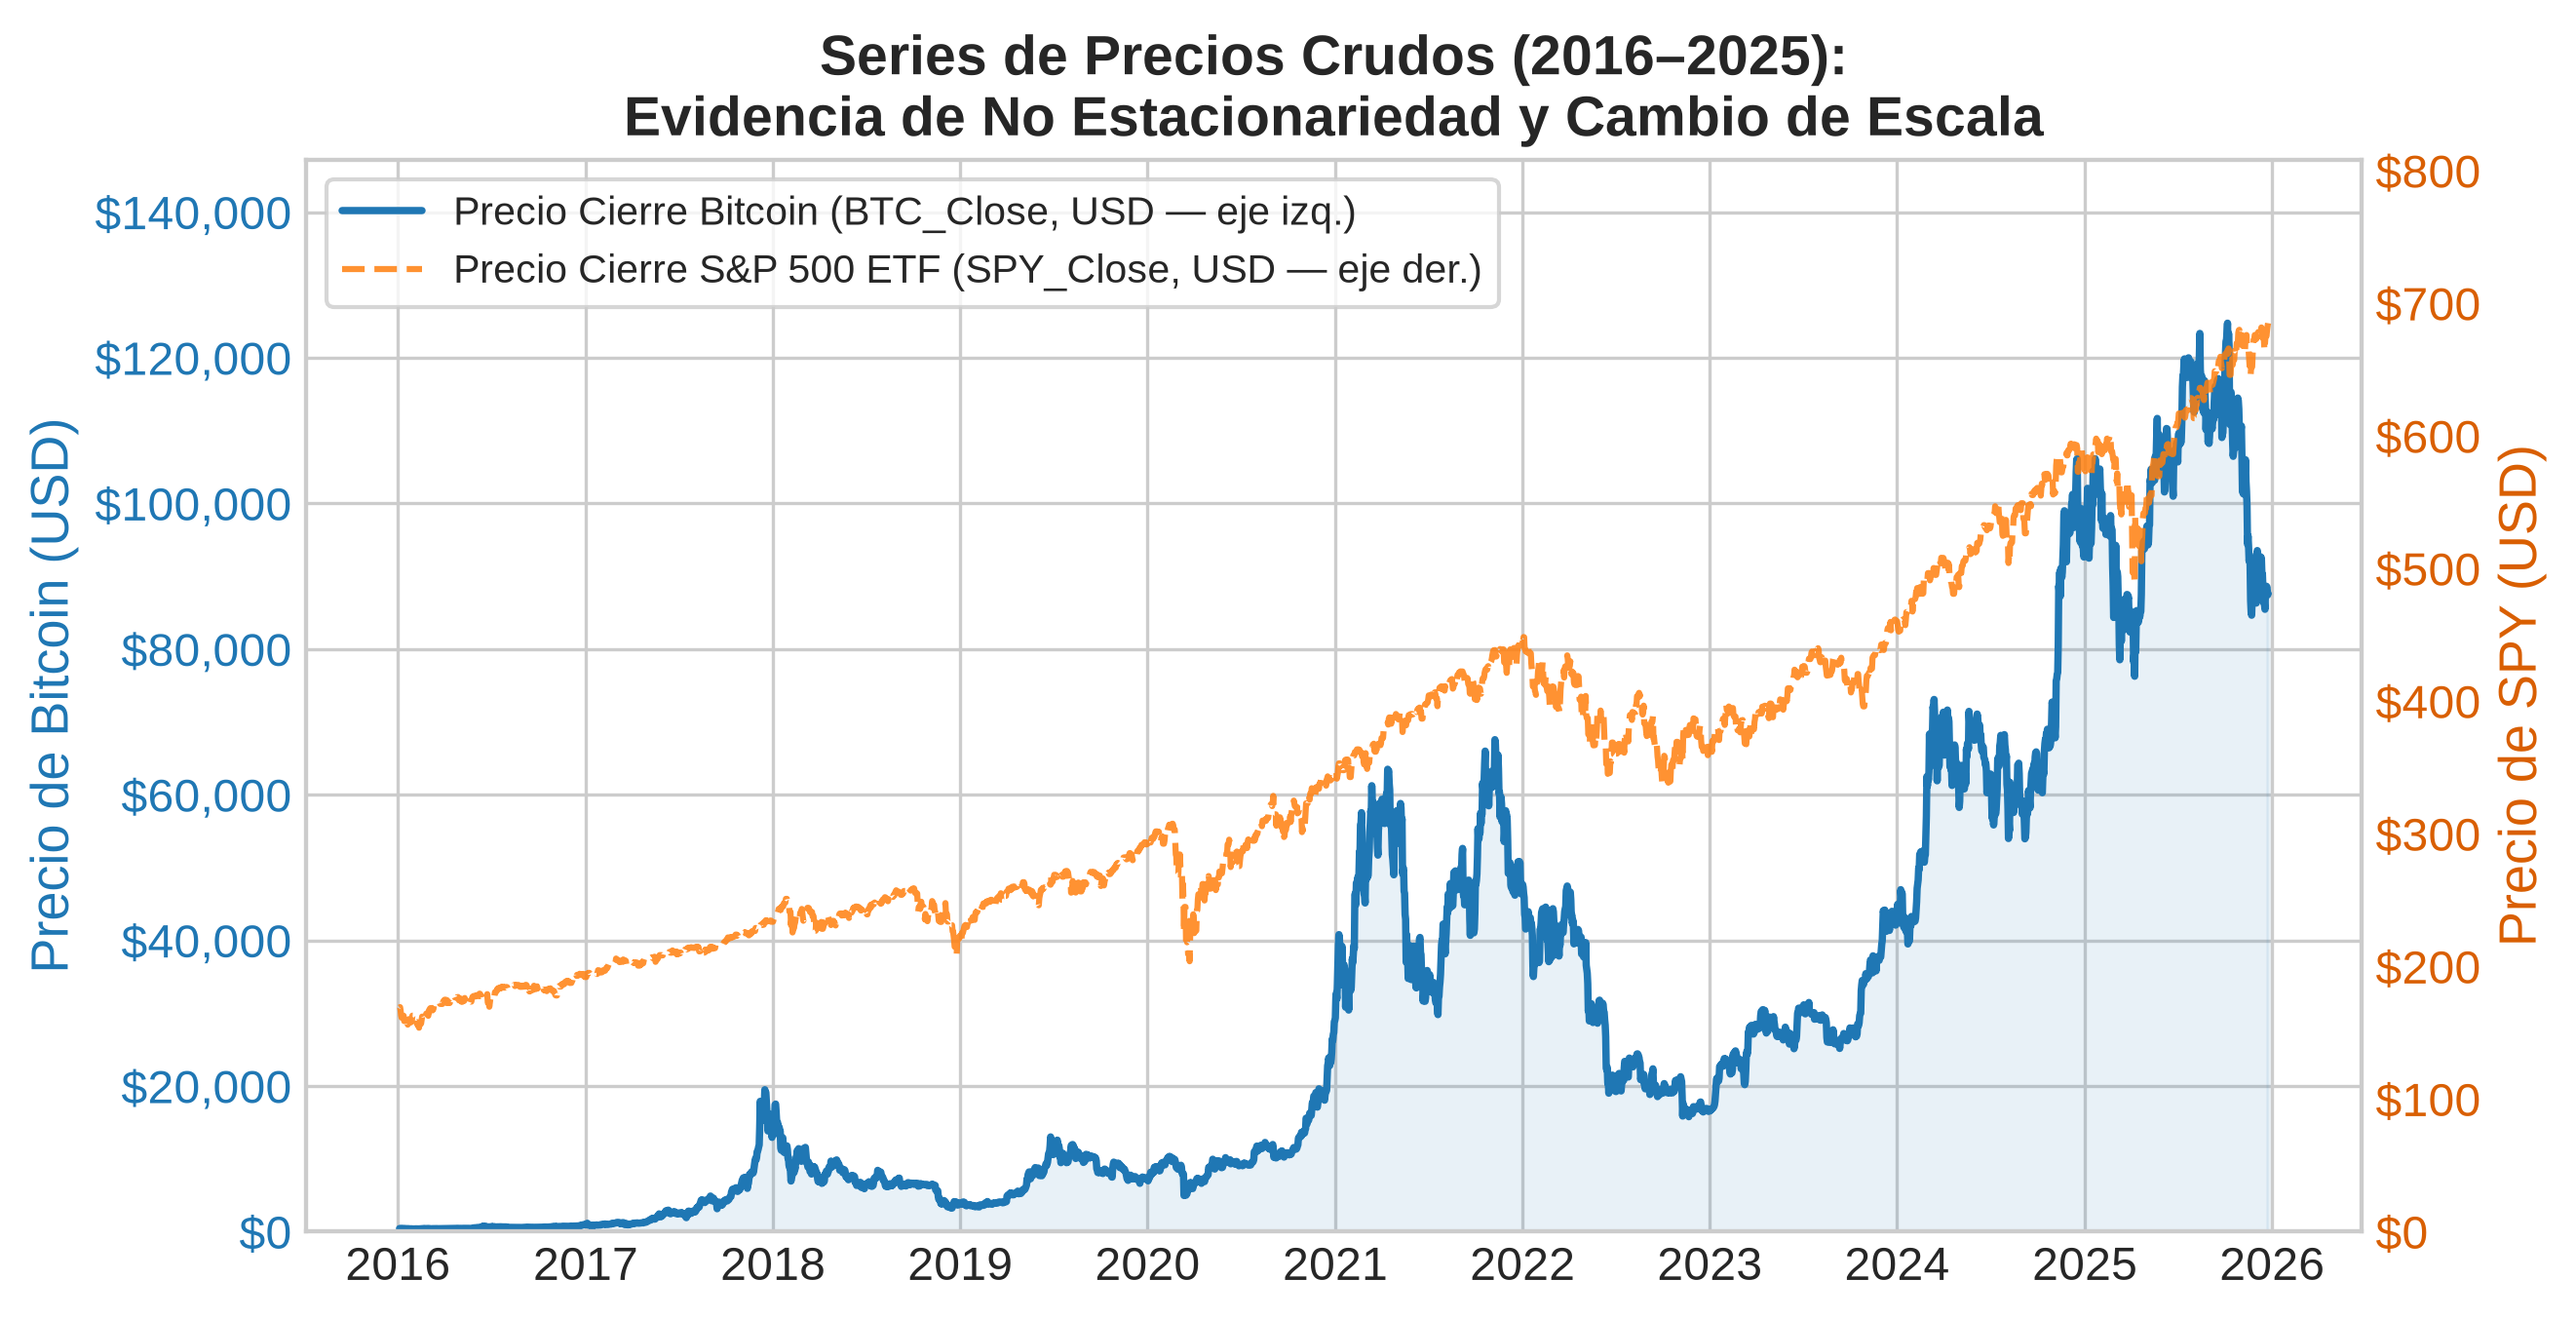 Series de Precios Crudos (2016–2025):
Evidencia de No Estacionariedad y Cambio de Escala
Precio Cierre Bitcoin (BTC_Close, USD — eje izq.)
Precio Cierre S&P 500 ETF (SPY_Close, USD — eje der.)
Precio de Bitcoin (USD)
$140,000
$120,000
$100,000
$80,000
$60,000
$40,000
$20,000
$0
2016 2017 2018 2019 2020 2021 2022 2023 2024 2025 2026
$800
$700
$600
$500
$400
$300
$200
$100
$0
Precio de SPY (USD)